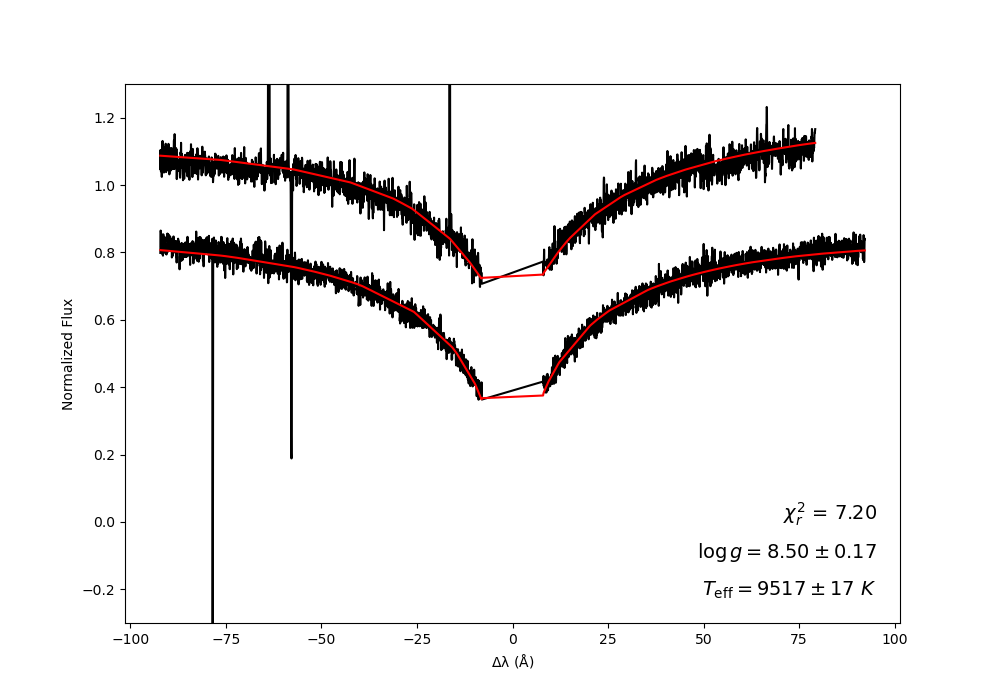 1.2
1.0
0.8
0.6
0.4
0.2
0.0
−0.2
Normalized Flux
χ²ᵣ = 7.20
log g = 8.50 ± 0.17
T_eff = 9517 ± 17 K
−100 −75 −50 −25 0 25 50 75 100
Δλ (Å)